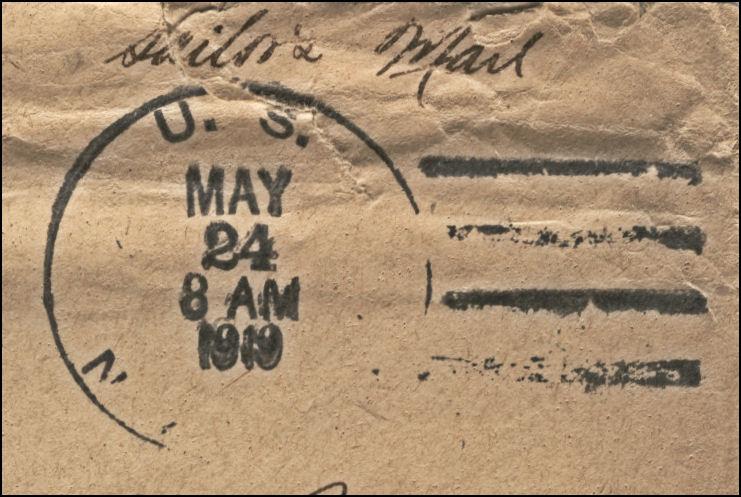 Sailor's Mail
U. S.
MAY
24
8 AM
1919
N.